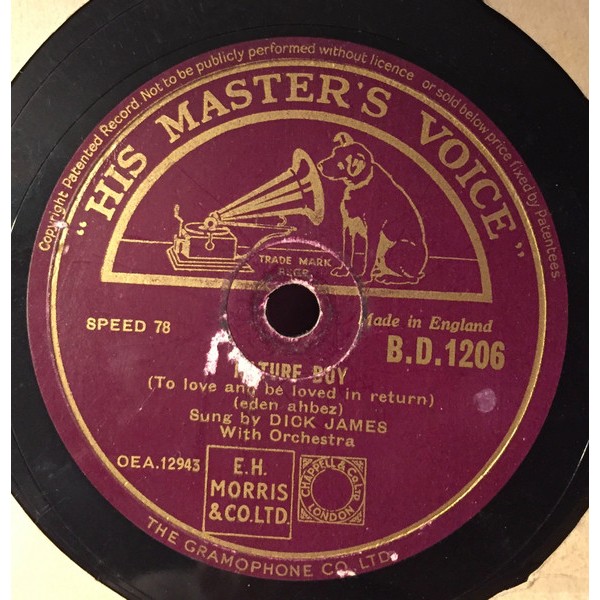 Copyright Patented Record. Not to be publicly performed without licence or sold below price fixed by Patentees.
"HIS MASTER'S VOICE"
TRADE MARK
SPEED 78
Made in England
B.D.1206
BOY
(To love and be loved in return)
(eden ahbez)
Sung by DICK JAMES
With Orchestra
OEA.12943
E.H.
MORRIS
& CO.LTD.
CHAPPELL & CO LTD
LONDON
THE GRAMOPHONE CO. LTD.